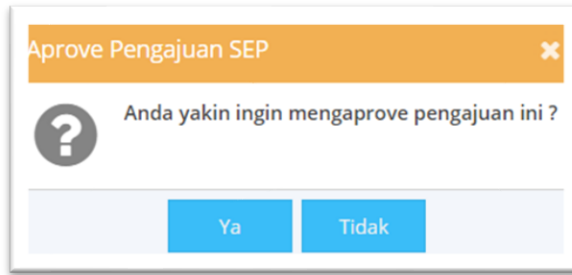 Aprove Pengajuan SEP
Anda yakin ingin mengaprove pengajuan ini ?
Ya
Tidak